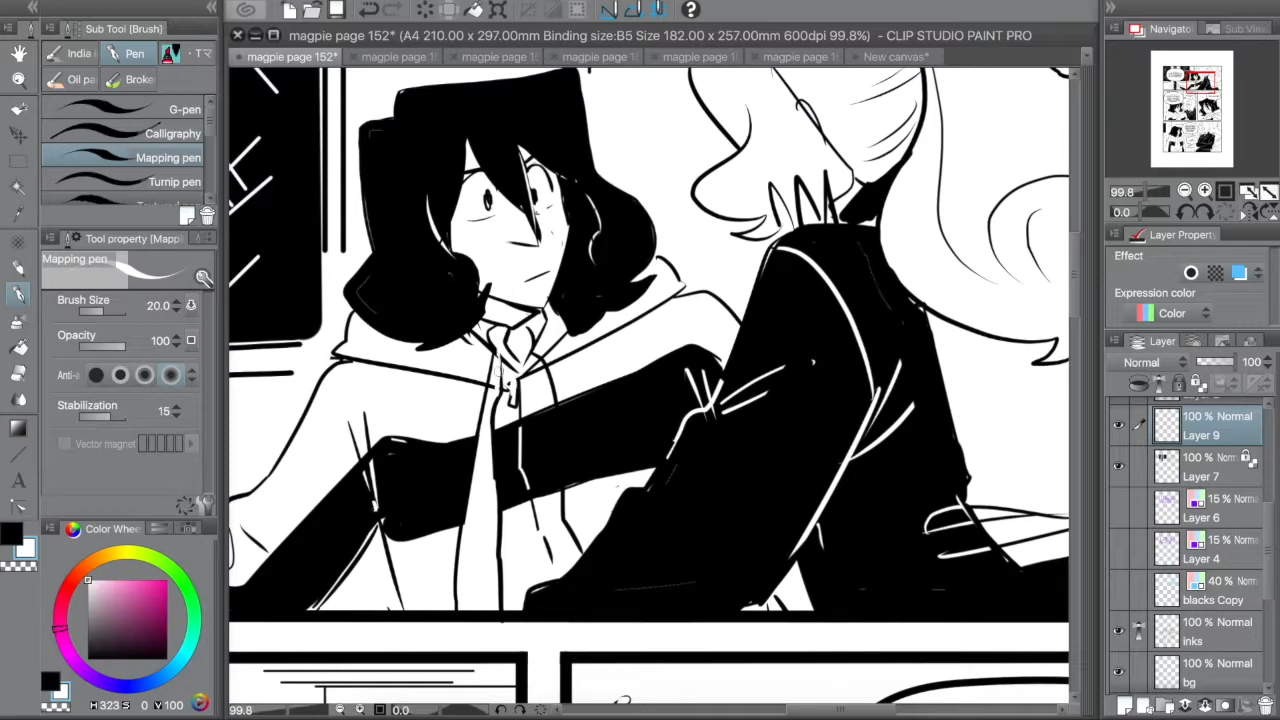 Sub Tool [Brush]
magpie page 152* (A4 210.00 x 297.00mm Binding size:B5 Size 182.00 x 257.00mm 600dpi 99.8%) - CLIP STUDIO PAINT PRO
Navigator
Sub View
magpie page 152*
magpie page 1
magpie page 1
magpie page 15
magpie page 1
magpie page 1
New canvas*
India
Pen
Oil pa
Broke
G-pen
Calligraphy
Mapping pen
Turnip pen
Tool property [Mappi
Mapping pen
Brush Size
20.0
Opacity
100
Anti-a
Stabilization
15
Vector magnet
Color Whe
H 323 S 0 V 100
99.8
0.0
99.8
0.0
Layer Property
Effect
Expression color
Color
Layer
Normal
100
100 % Normal
Layer 9
100 % Norm
Layer 7
15 % Norma
Layer 6
15 % Norma
Layer 4
40 % Norm
blacks Copy
100 % Normal
inks
100 % Normal
bg